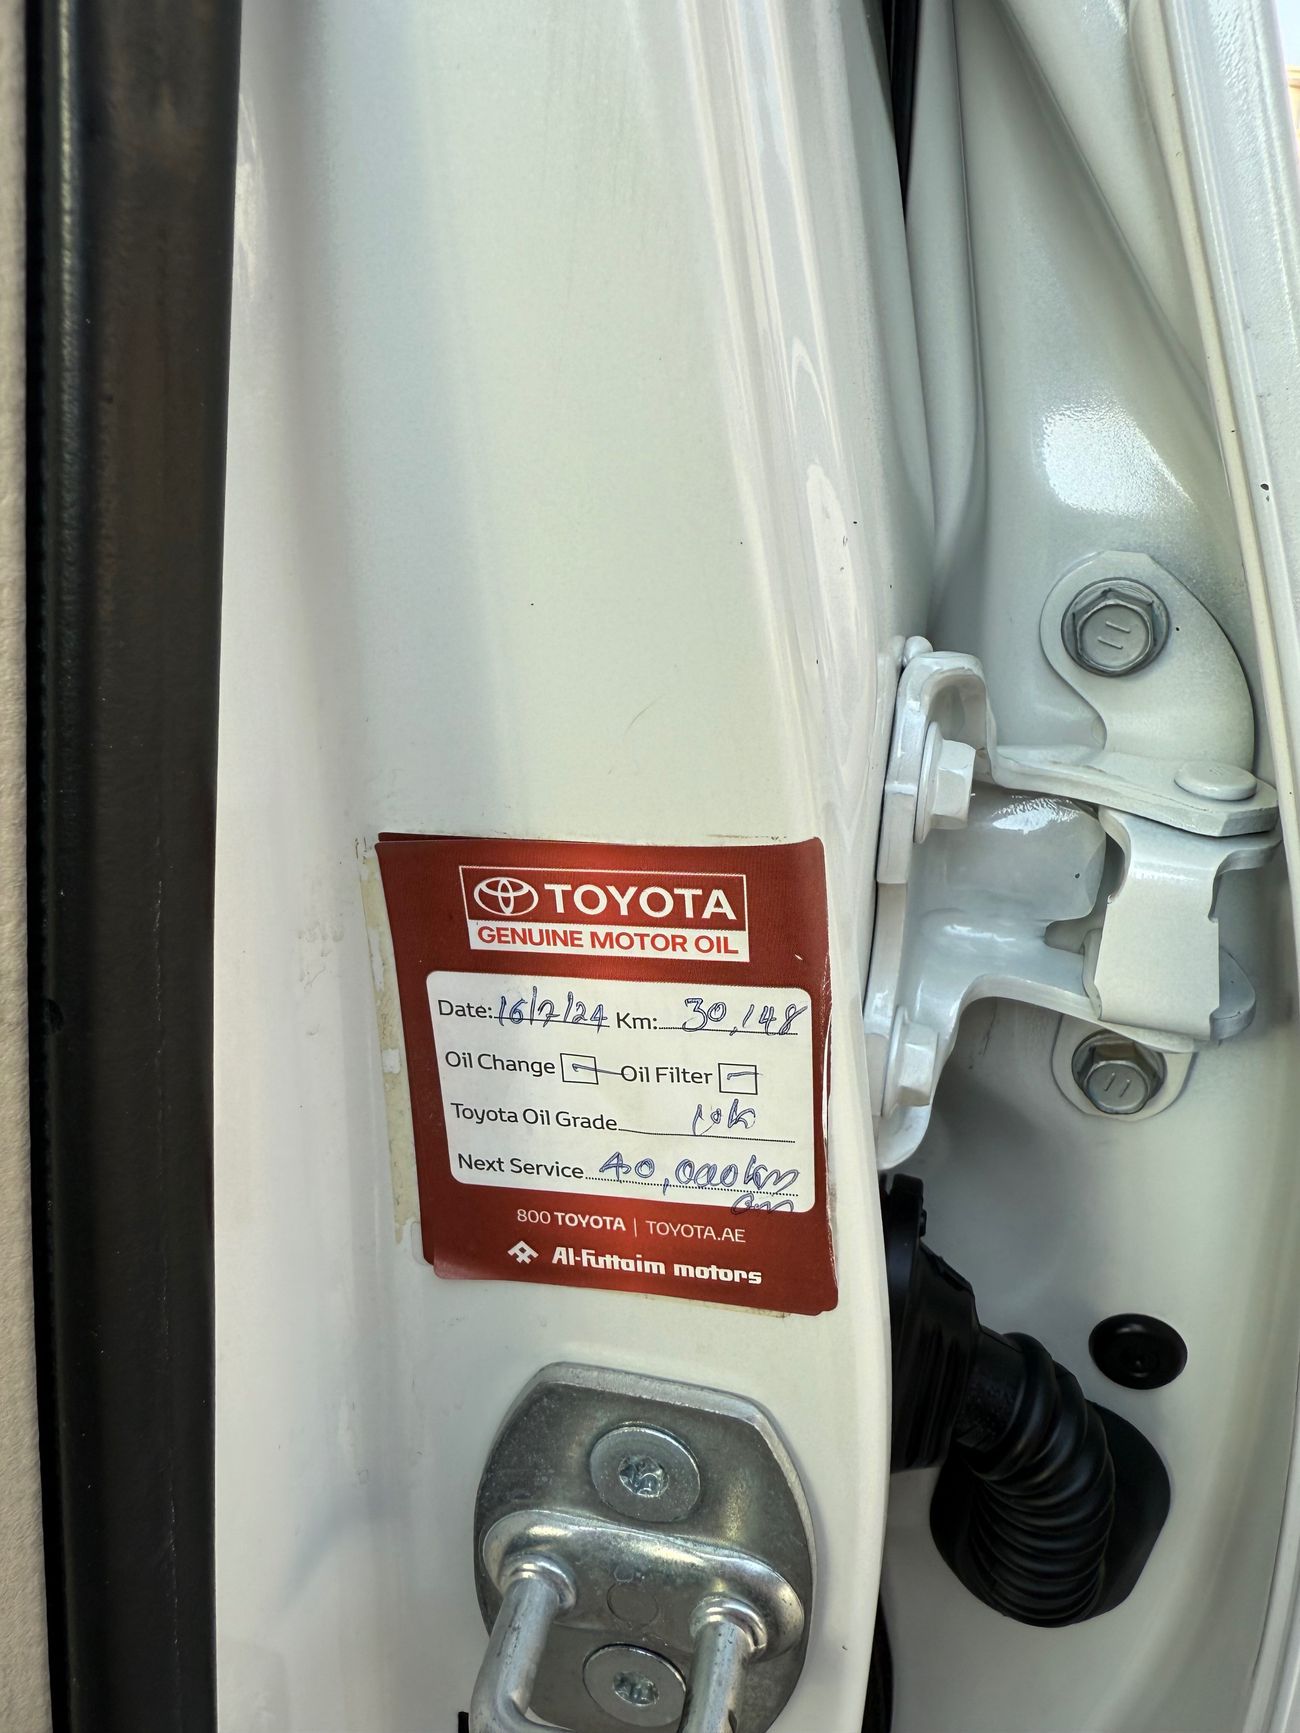 TOYOTA
GENUINE MOTOR OIL
Date: 16/7/24 Km: 30,148
Oil Change Oil Filter
Toyota Oil Grade 10k
Next Service 40,000km
800 TOYOTA | TOYOTA.AE
Al-Futtaim motors